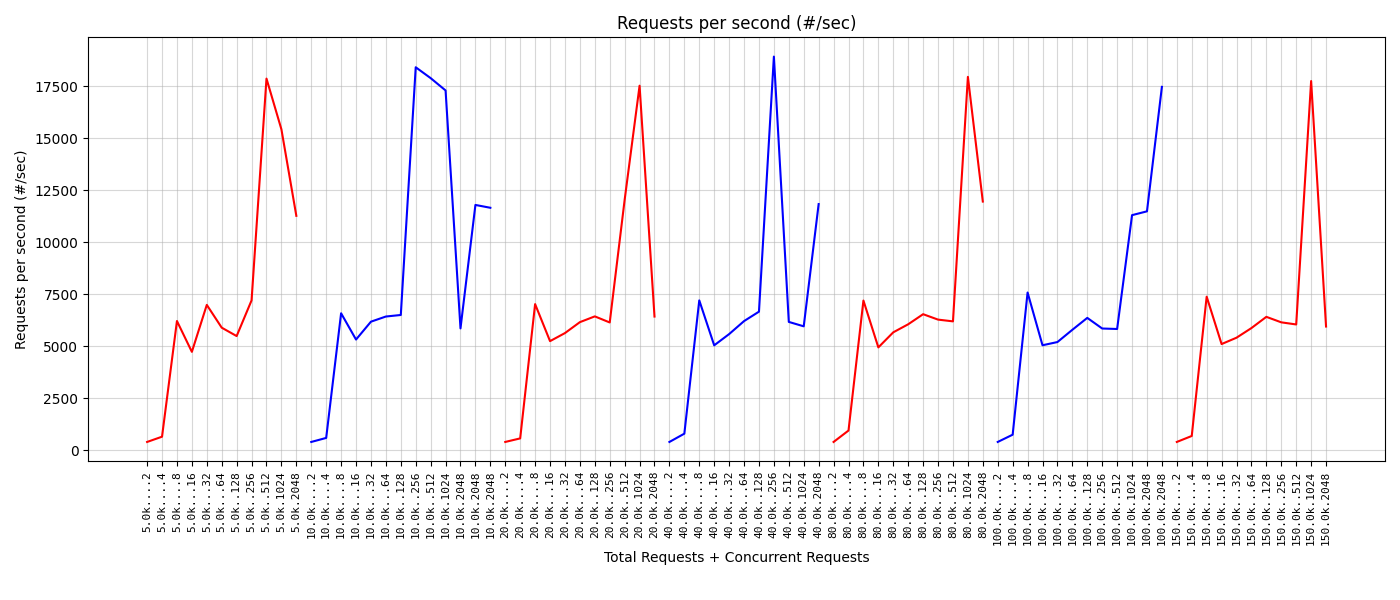 Requests per second (#/sec)
Requests per second (#/sec)
17500
15000
12500
10000
7500
5000
2500
0
5.0k....2
5.0k....4
5.0k....8
5.0k...16
5.0k...32
5.0k...64
5.0k..128
5.0k..256
5.0k..512
5.0k.1024
5.0k.2048
10.0k....2
10.0k....4
10.0k....8
10.0k...16
10.0k...32
10.0k...64
10.0k..128
10.0k..256
10.0k..512
10.0k.1024
10.0k.2048
10.0k.2048
10.0k.2048
20.0k....2
20.0k....4
20.0k....8
20.0k...16
20.0k...32
20.0k...64
20.0k..128
20.0k..256
20.0k..512
20.0k.1024
20.0k.2048
40.0k....2
40.0k....4
40.0k....8
40.0k...16
40.0k...32
40.0k...64
40.0k..128
40.0k..256
40.0k..512
40.0k.1024
40.0k.2048
80.0k....2
80.0k....4
80.0k....8
80.0k...16
80.0k...32
80.0k...64
80.0k..128
80.0k..256
80.0k..512
80.0k.1024
80.0k.2048
100.0k....2
100.0k....4
100.0k....8
100.0k...16
100.0k...32
100.0k...64
100.0k..128
100.0k..256
100.0k..512
100.0k.1024
100.0k.2048
100.0k.2048
150.0k....2
150.0k....4
150.0k....8
150.0k...16
150.0k...32
150.0k...64
150.0k..128
150.0k..256
150.0k..512
150.0k.1024
150.0k.2048
Total Requests + Concurrent Requests